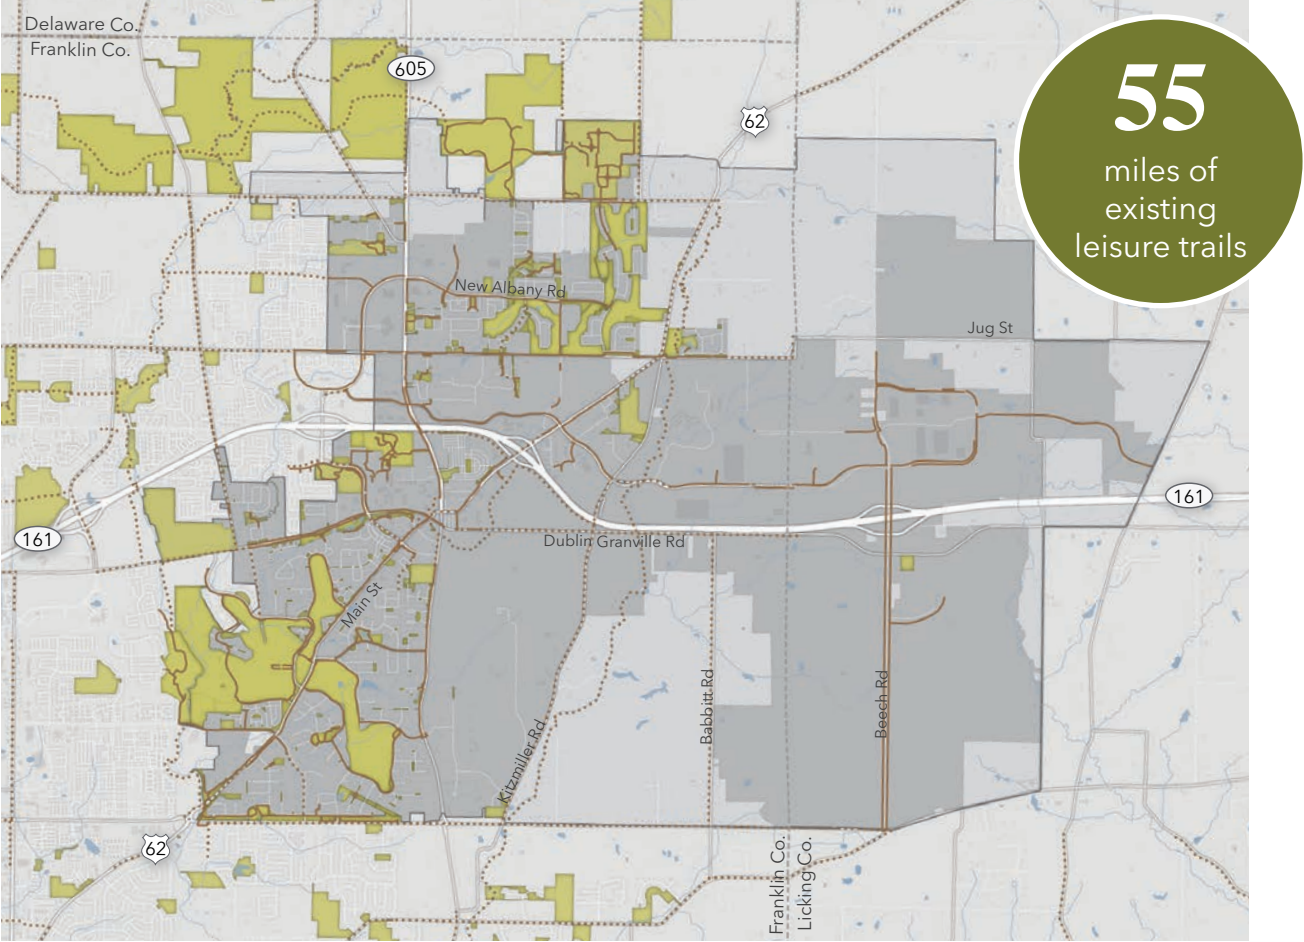 Delaware Co.
Franklin Co.
605
62
55
miles of
existing
leisure trails
New Albany Rd
Jug St
161
161
Dublin Granville Rd
Main St
Babbitt Rd
Beech Rd
Kitzmiller Rd
62
Franklin Co.
Licking Co.